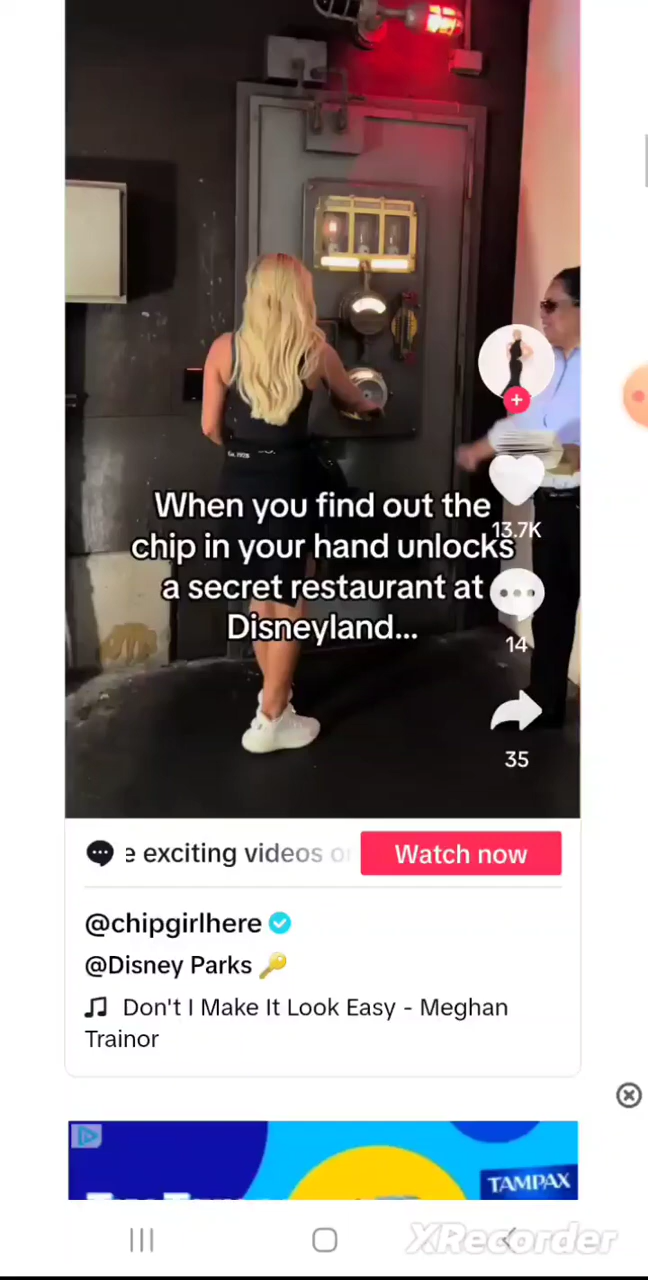 When you find out the
chip in your hand unlocks
a secret restaurant at
Disneyland...
13.7K
14
35
e exciting videos o
Watch now
@chipgirlhere
@Disney Parks
Don't I Make It Look Easy - Meghan
Trainor
TAMPAX
XRecorder